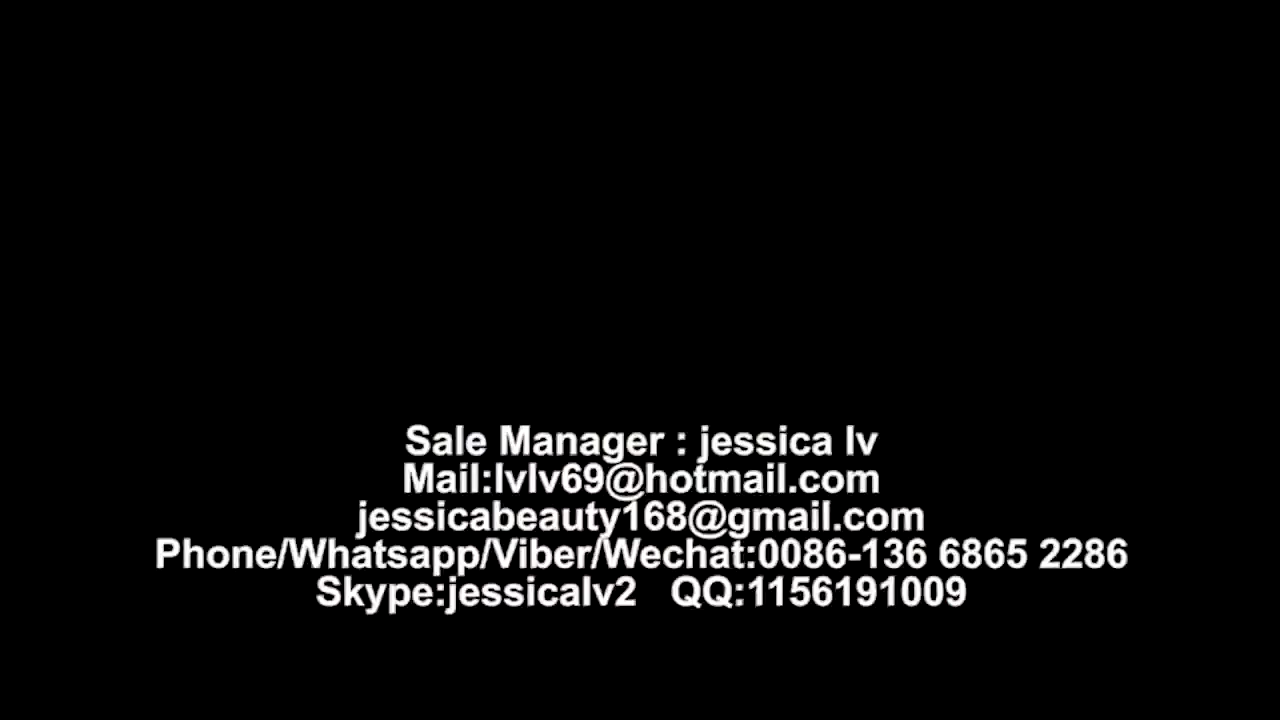 Sale Manager : jessica lv
Mail:lvlv69@hotmail.com
jessicabeauty168@gmail.com
Phone/Whatsapp/Viber/Wechat:0086-136 6865 2286
Skype:jessicalv2   QQ:1156191009